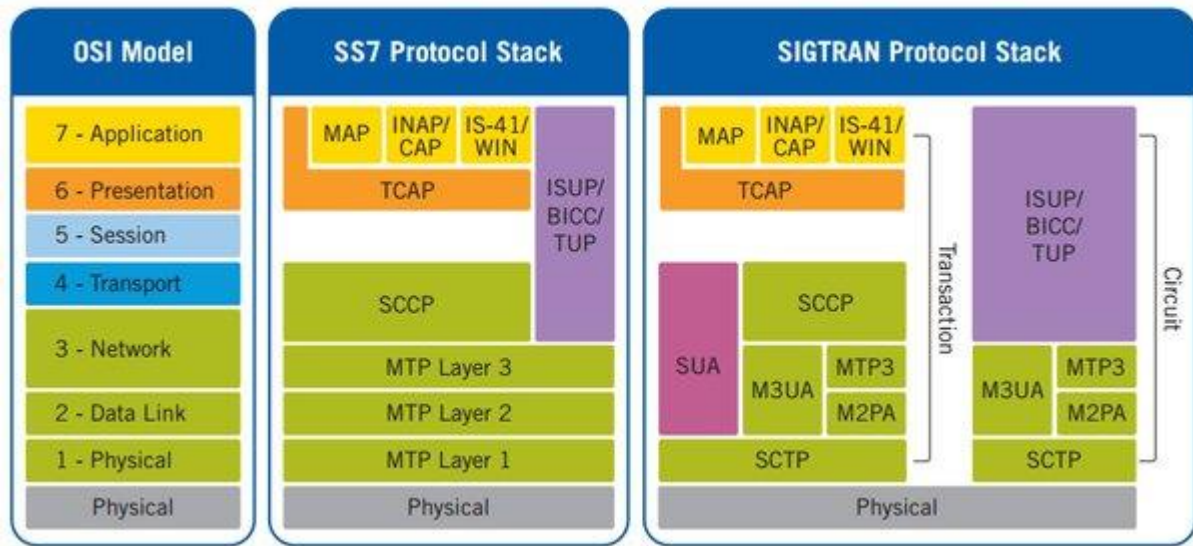 OSI Model
7 - Application
6 - Presentation
5 - Session
4 - Transport
3 - Network
2 - Data Link
1 - Physical
Physical
SS7 Protocol Stack
MAP
INAP/
CAP
IS-41/
WIN
TCAP
ISUP/
BICC/
TUP
SCCP
MTP Layer 3
MTP Layer 2
MTP Layer 1
Physical
SIGTRAN Protocol Stack
MAP
INAP/
CAP
IS-41/
WIN
TCAP
SUA
SCCP
M3UA
MTP3
M2PA
SCTP
Transaction
ISUP/
BICC/
TUP
M3UA
MTP3
M2PA
SCTP
Circuit
Physical